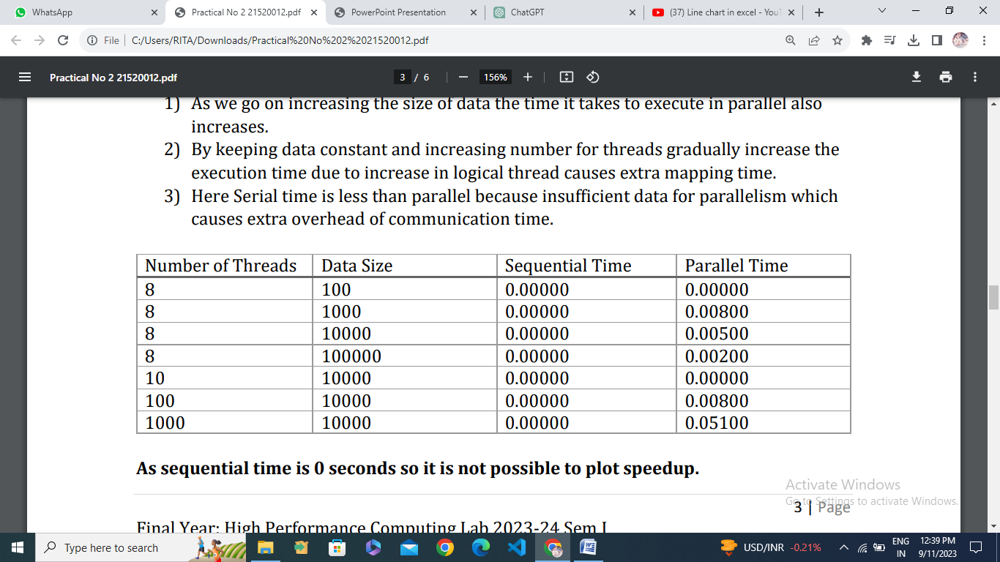 WhatsApp
Practical No 2 21520012.pdf
PowerPoint Presentation
ChatGPT
(37) Line chart in excel - You
File | C:/Users/RITA/Downloads/Practical%20No%202%2021520012.pdf
Practical No 2 21520012.pdf
3 / 6
156%
1) As we go on increasing the size of data the time it takes to execute in parallel also
increases.
2) By keeping data constant and increasing number for threads gradually increase the
execution time due to increase in logical thread causes extra mapping time.
3) Here Serial time is less than parallel because insufficient data for parallelism which
causes extra overhead of communication time.
Number of Threads Data Size Sequential Time Parallel Time
8 100 0.00000 0.00000
8 1000 0.00000 0.00800
8 10000 0.00000 0.00500
8 100000 0.00000 0.00200
10 10000 0.00000 0.00000
100 10000 0.00000 0.00800
1000 10000 0.00000 0.05100
As sequential time is 0 seconds so it is not possible to plot speedup.
Activate Windows
Go to Settings to activate Windows.
3 | Page
Final Year: High Performance Computing Lab 2023-24 Sem I
Type here to search
USD/INR -0.21%
ENG
IN
12:39 PM
9/11/2023